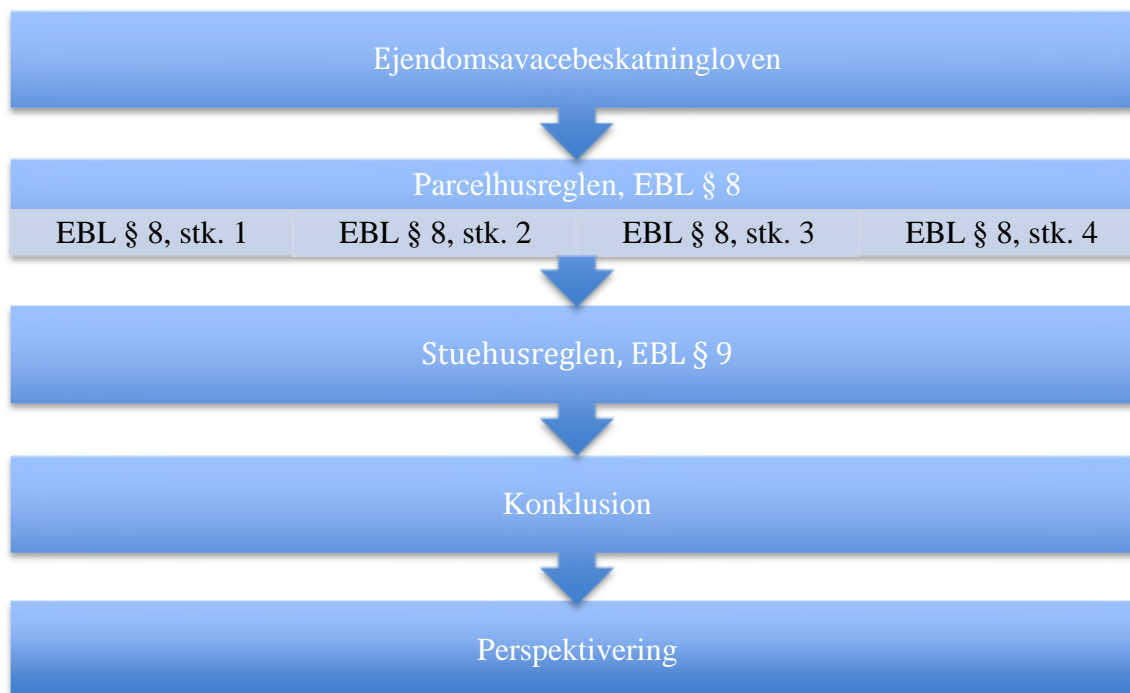 Ejendomsavacebeskatningloven
Parcelhusreglen, EBL § 8
EBL § 8, stk. 1
EBL § 8, stk. 2
EBL § 8, stk. 3
EBL § 8, stk. 4
Stuehusreglen, EBL § 9
Konklusion
Perspektivering